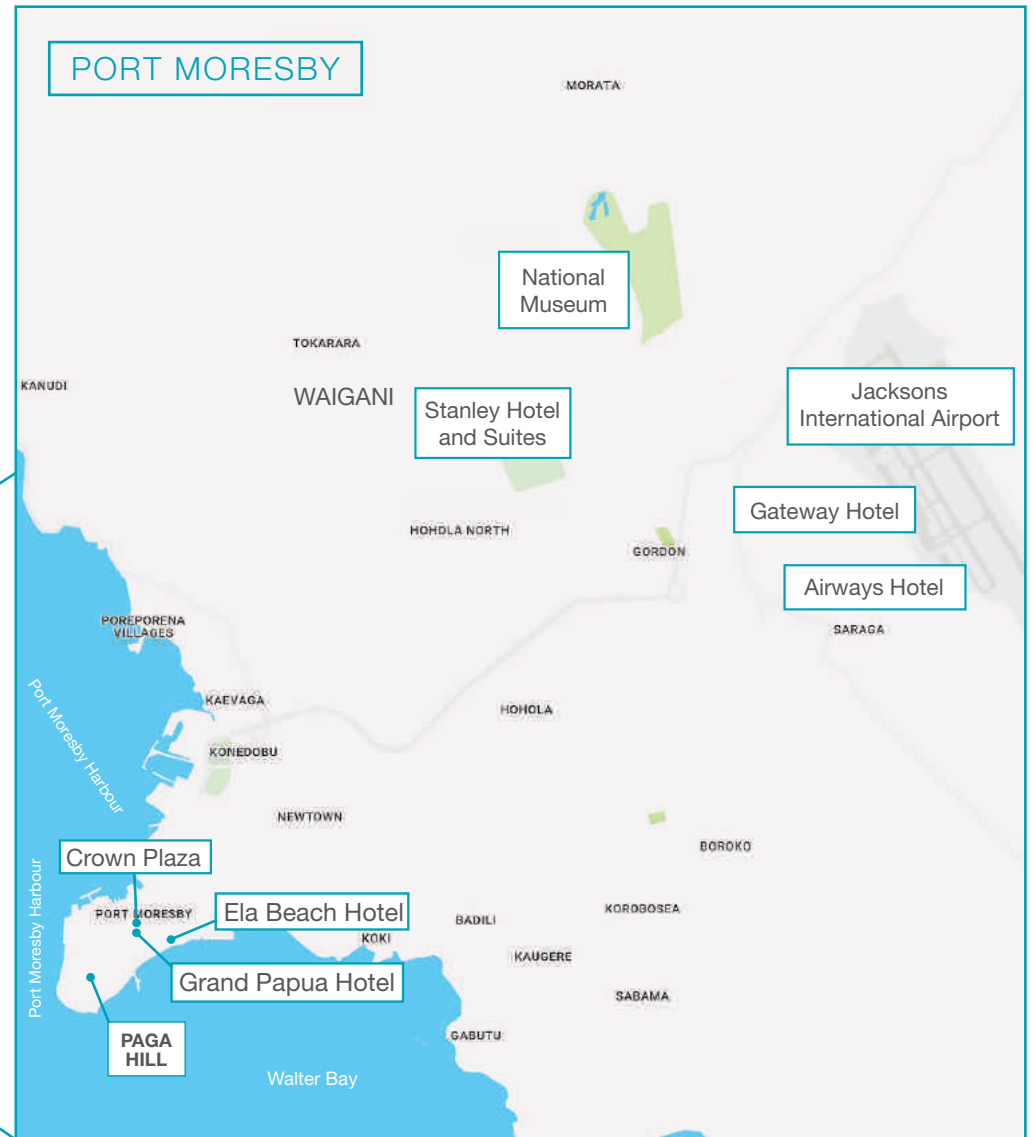 PORT MORESBY
MORATA
National
Museum
TOKARARA
KANUDI
WAIGANI
Stanley Hotel
and Suites
Jacksons
International Airport
Gateway Hotel
HOHOLA NORTH
GORDON
Airways Hotel
SARAGA
POREPORENA
VILLAGES
KAEVAGA
HOHOLA
Port Moresby Harbour
KONEDOBU
NEWTOWN
BOROKO
Crown Plaza
Port Moresby Harbour
PORT MORESBY
Ela Beach Hotel
BADILI
KOROBOSEA
KOKI
KAUGERE
Grand Papua Hotel
SABAMA
PAGA
HILL
GABUTU
Walter Bay